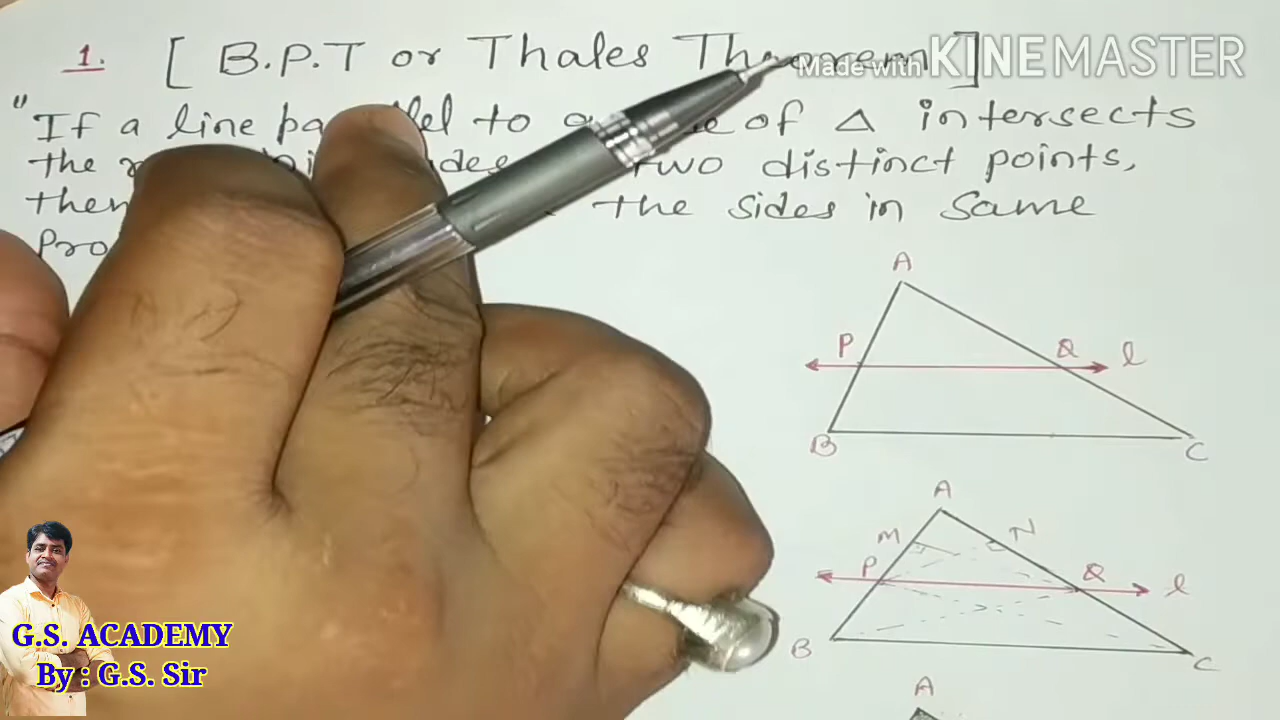 1. [ B.P.T or Thales Theorem ]
Made with KINEMASTER
"If a line to of Δ intersects
the two distinct points,
then the sides in same
A
P Q l
B C
A
M N
P Q l
B C
A
G.S. ACADEMY
By : G.S. Sir